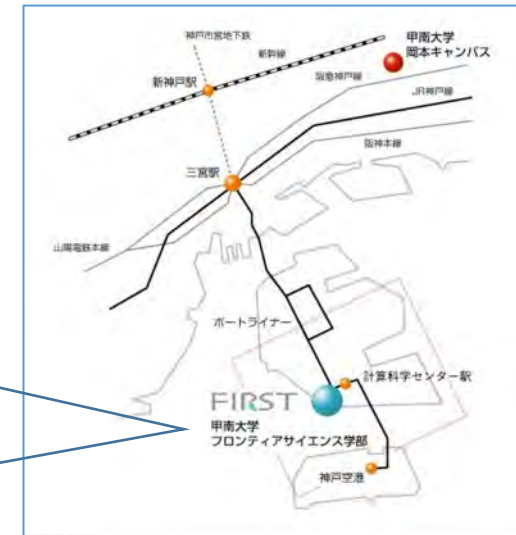 神戸市営地下鉄
新幹線
甲南大学
岡本キャンパス
新神戸駅
阪急神戸線
JR神戸線
阪神本線
三宮駅
山陽電鉄本線
ポートライナー
計算科学センター駅
FIRST
甲南大学
フロンティアサイエンス学部
神戸空港